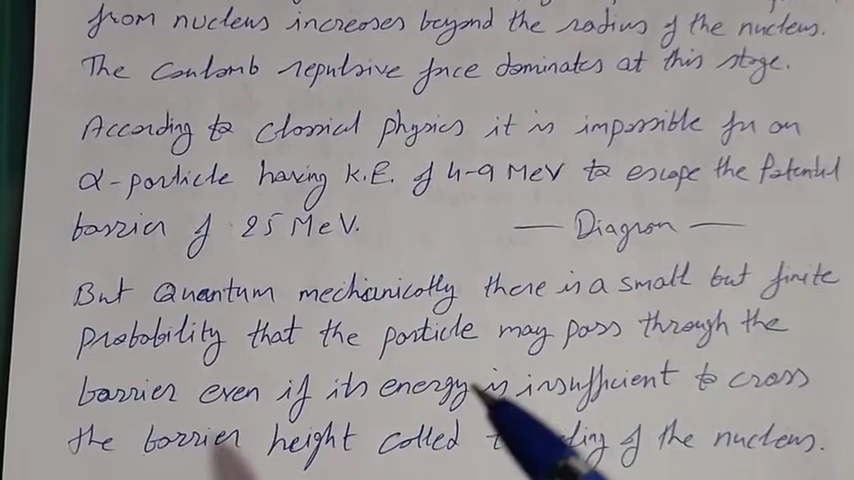 from nucleus increases beyond the radius of the nucleus.
The Coulomb repulsive force dominates at this stage.
According to classical physics it is impossible for an
α-particle having K.E. of 4-9 MeV to escape the Potential
barrier of 25 MeV. — Diagram —
But Quantum mechanically there is a small but finite
probability that the particle may pass through the
barrier even if its energy is insufficient to cross
the barrier height called of the nucleus.